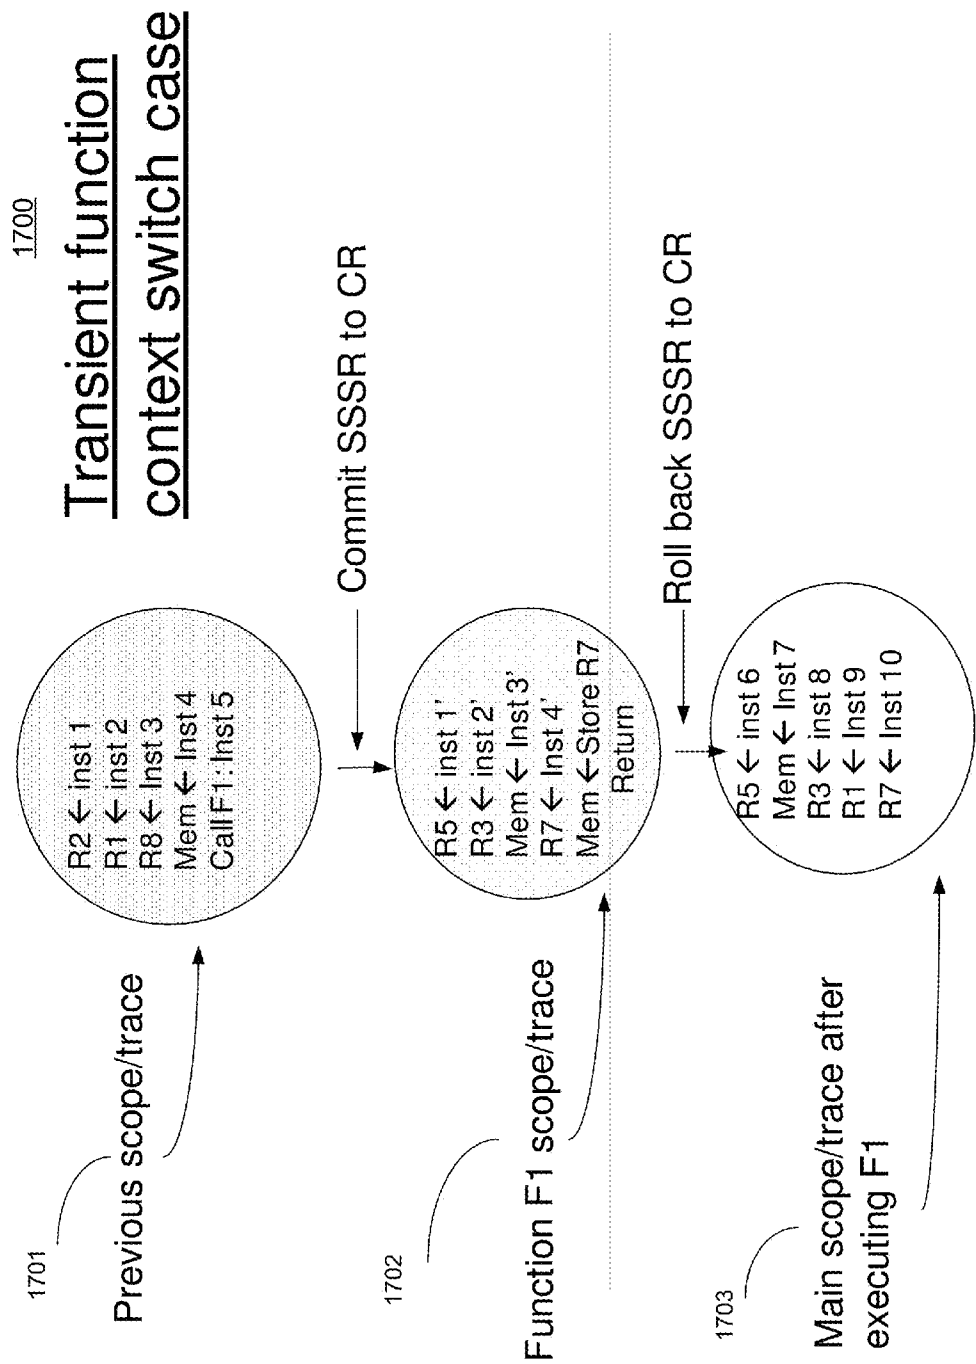 1700
Transient function
context switch case
1701
Previous scope/trace
R2 ← inst 1
R1 ← inst 2
R8 ← Inst 3
Mem ← Inst 4
Call F1: Inst 5
Commit SSSR to CR
1702
Function F1 scope/trace
R5 ← inst 1'
R3 ← inst 2'
Mem ← Inst 3'
R7 ← Inst 4'
Mem ← Store R7
Return
Roll back SSSR to CR
1703
Main scope/trace after
executing F1
R5 ← inst 6
Mem ← Inst 7
R3 ← inst 8
R1 ← Inst 9
R7 ← Inst 10